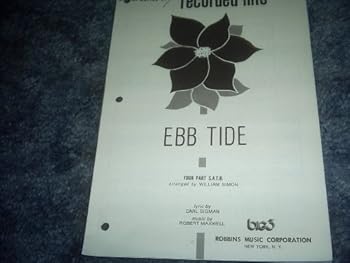 recorded hits
EBB TIDE
FOUR PART S.A.T.B.
arranged by WILLIAM SIMON
lyric by
CARL SIGMAN
music by
ROBERT MAXWELL
ROBBINS MUSIC CORPORATION
NEW YORK, N. Y.